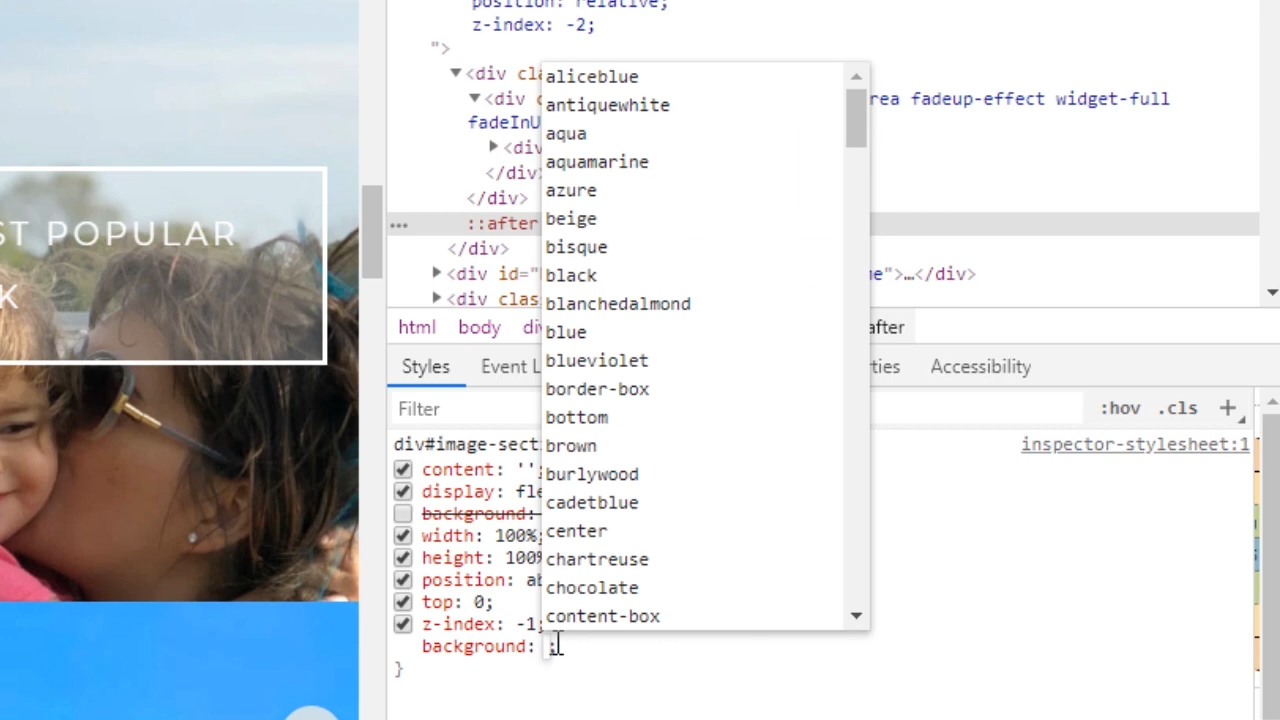 position: relative;
z-index: -2;
">
<div cla
<div c
rea fadeup-effect widget-full
fadeInU
<div
</div>
</div>
::after
</div>
<div id="
me">…</div>
<div clas
ST POPULAR
K
aliceblue
antiquewhite
aqua
aquamarine
azure
beige
bisque
black
blanchedalmond
blue
blueviolet
border-box
bottom
brown
burlywood
cadetblue
center
chartreuse
chocolate
content-box
html body div
after
Styles Event L
rties Accessibility
Filter :hov .cls +
div#image-sect
inspector-stylesheet:1
content: '';
display: fle
background:
width: 100%;
height: 100%
position: ab
top: 0;
z-index: -1;
background: ;
}